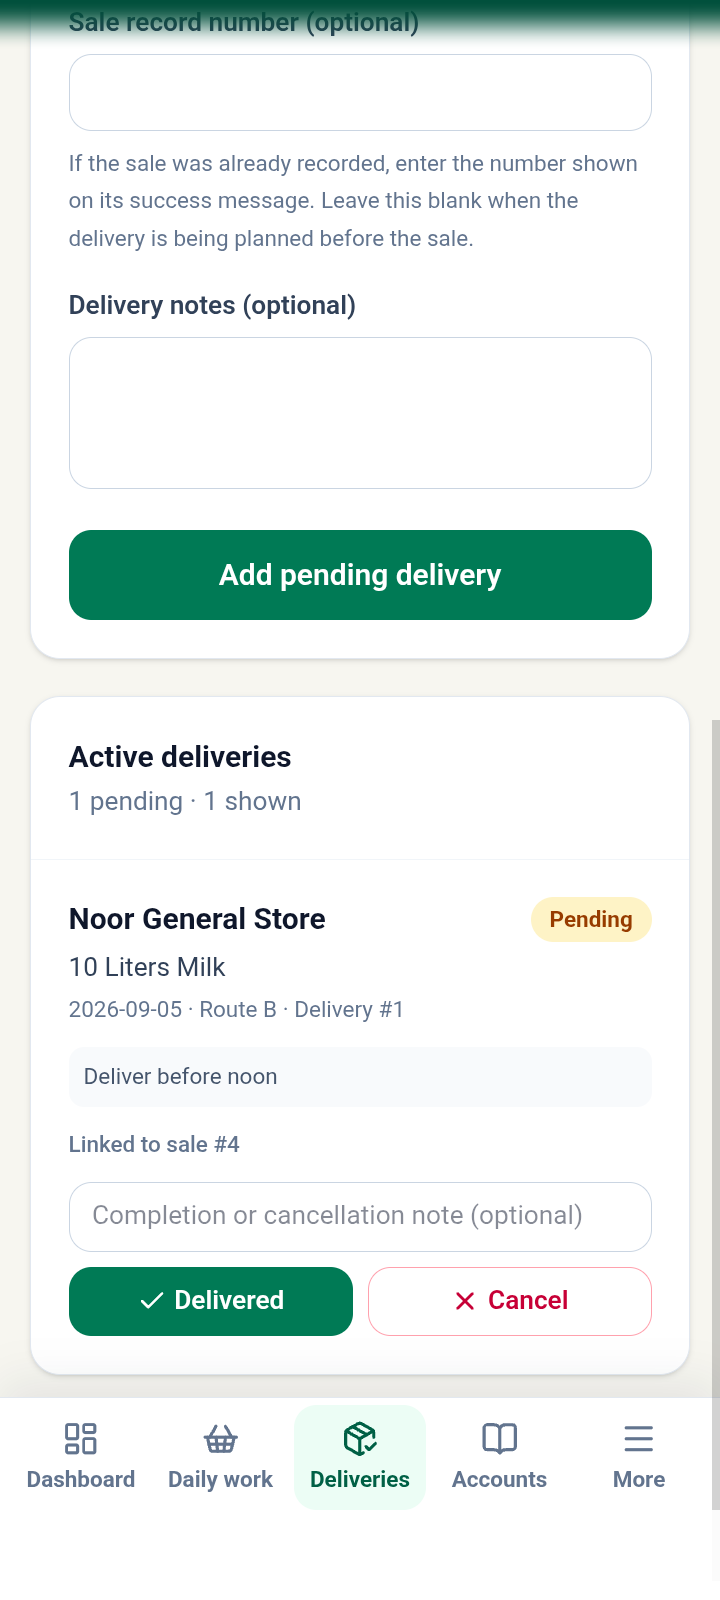 Sale record number (optional)
If the sale was already recorded, enter the number shown
on its success message. Leave this blank when the
delivery is being planned before the sale.
Delivery notes (optional)
Add pending delivery
Active deliveries
1 pending · 1 shown
Noor General Store
Pending
10 Liters Milk
2026-09-05 · Route B · Delivery #1
Deliver before noon
Linked to sale #4
Completion or cancellation note (optional)
Delivered
Cancel
Dashboard
Daily work
Deliveries
Accounts
More